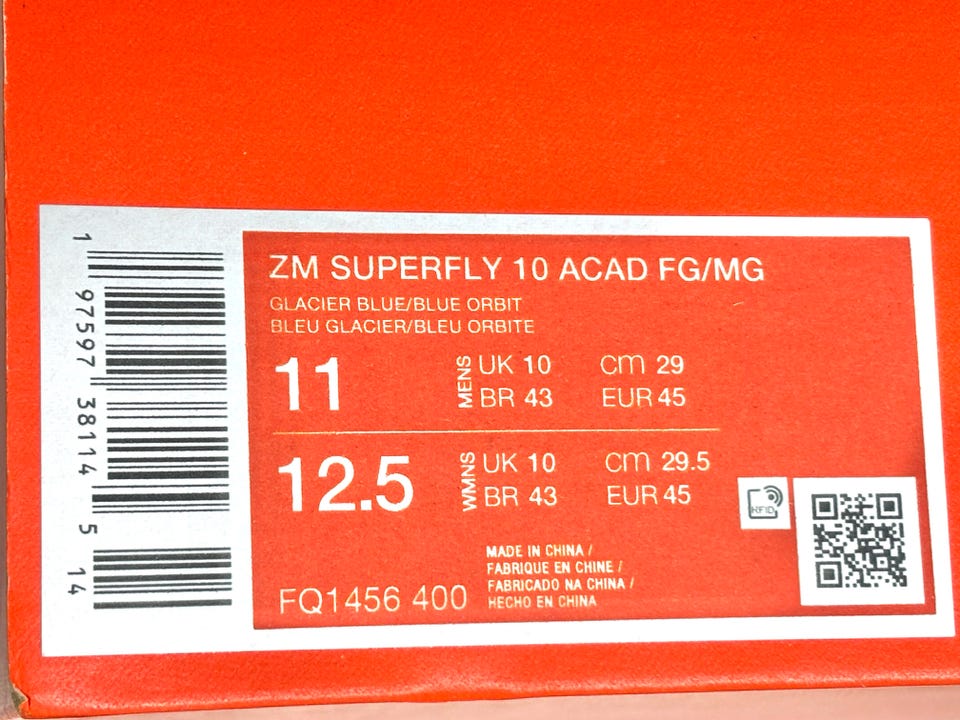 1 97597 38114 5 14
ZM SUPERFLY 10 ACAD FG/MG
GLACIER BLUE/BLUE ORBIT
BLEU GLACIER/BLEU ORBITE
11 MENS UK 10 CM 29
BR 43 EUR 45
12.5 WMNS UK 10 CM 29.5
BR 43 EUR 45
RFID
MADE IN CHINA /
FABRIQUE EN CHINE /
FABRICADO NA CHINA /
HECHO EN CHINA
FQ1456 400